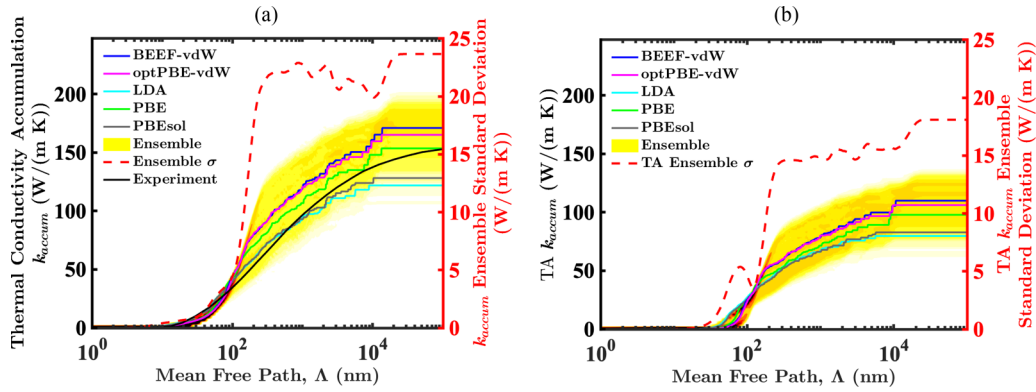 (a)
Thermal Conductivity Accumulation
k_accum (W/(m K))
200
150
100
50
0
BEEF-vdW
optPBE-vdW
LDA
PBE
PBEsol
Ensemble
Ensemble σ
Experiment
25
20
15
10
5
0
k_accum Ensemble Standard Deviation
(W/(m K))
10^0
10^2
10^4
Mean Free Path, Λ (nm)
(b)
TA k_accum (W/(m K))
200
150
100
50
0
BEEF-vdW
optPBE-vdW
LDA
PBE
PBEsol
Ensemble
TA Ensemble σ
25
20
15
10
5
0
TA k_accum Ensemble
Standard Deviation (W/(m K))
10^0
10^2
10^4
Mean Free Path, Λ (nm)